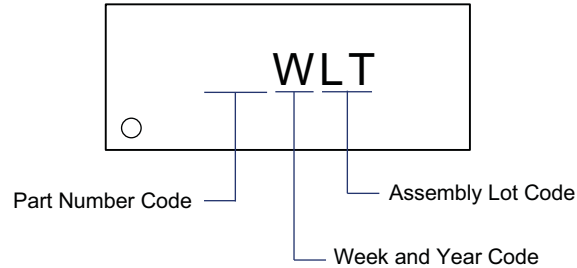 WLT
Part Number Code
Assembly Lot Code
Week and Year Code